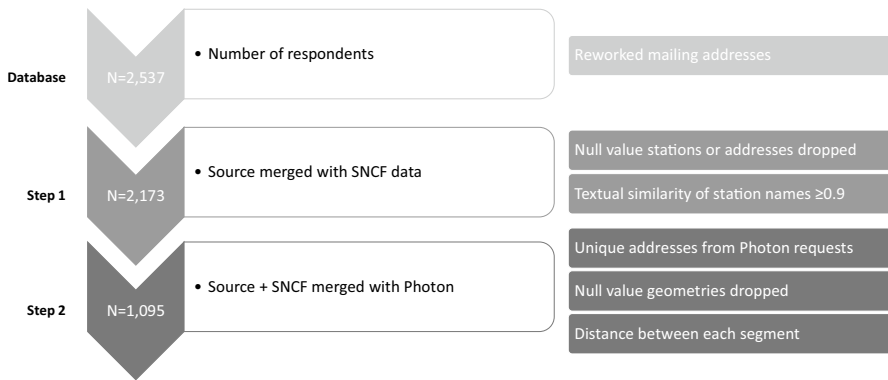 Database
N=2,537
• Number of respondents
Reworked mailing addresses
Step 1
N=2,173
• Source merged with SNCF data
Null value stations or addresses dropped
Textual similarity of station names ≥0.9
Step 2
N=1,095
• Source + SNCF merged with Photon
Unique addresses from Photon requests
Null value geometries dropped
Distance between each segment